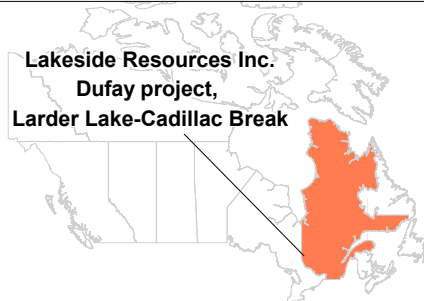 Lakeside Resources Inc.
Dufay project,
Larder Lake-Cadillac Break